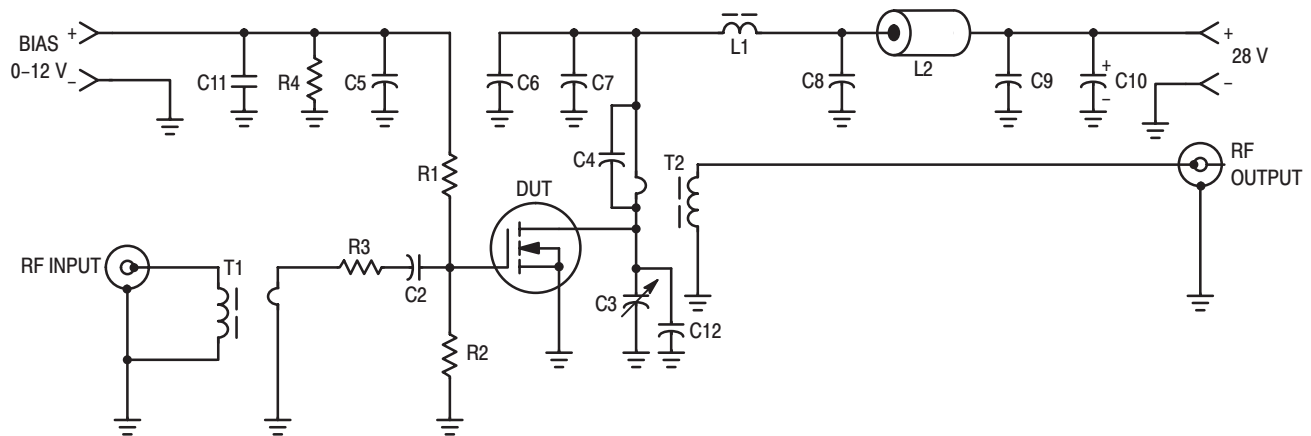 BIAS
0–12 V
+
–
C11
R4
C5
C6
C7
L1
C8
L2
C9
+
C10
–
+
28 V
–
R1
C4
T2
DUT
RF
OUTPUT
RF INPUT
T1
R3
C2
C3
C12
R2